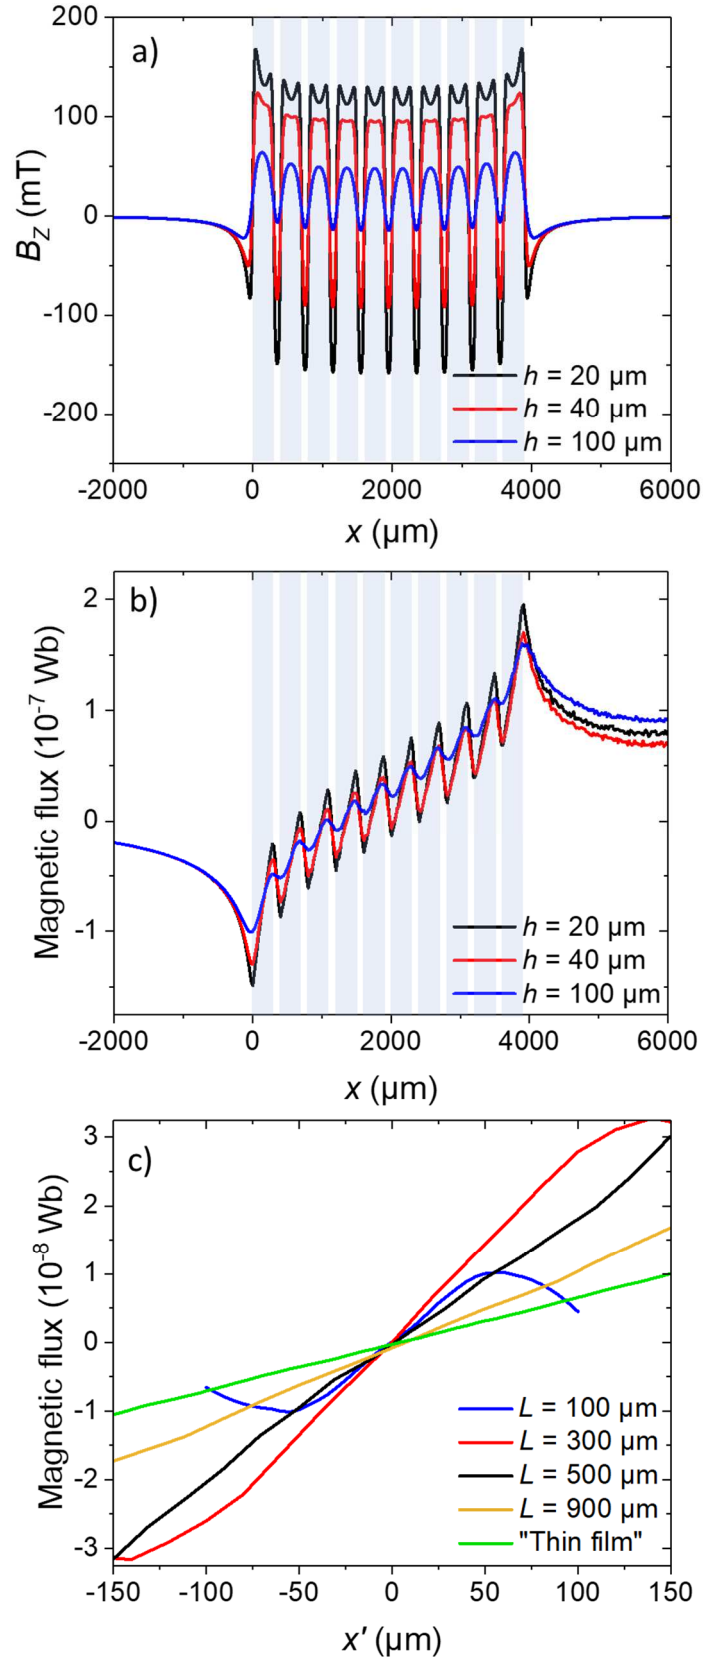 a)
200
100
0
-100
-200
B_Z (mT)
h = 20 μm
h = 40 μm
h = 100 μm
-2000 0 2000 4000 6000
x (μm)
b)
2
1
0
-1
Magnetic flux (10⁻⁷ Wb)
h = 20 μm
h = 40 μm
h = 100 μm
-2000 0 2000 4000 6000
x (μm)
c)
3
2
1
0
-1
-2
-3
Magnetic flux (10⁻⁸ Wb)
L = 100 μm
L = 300 μm
L = 500 μm
L = 900 μm
"Thin film"
-150 -100 -50 0 50 100 150
x' (μm)